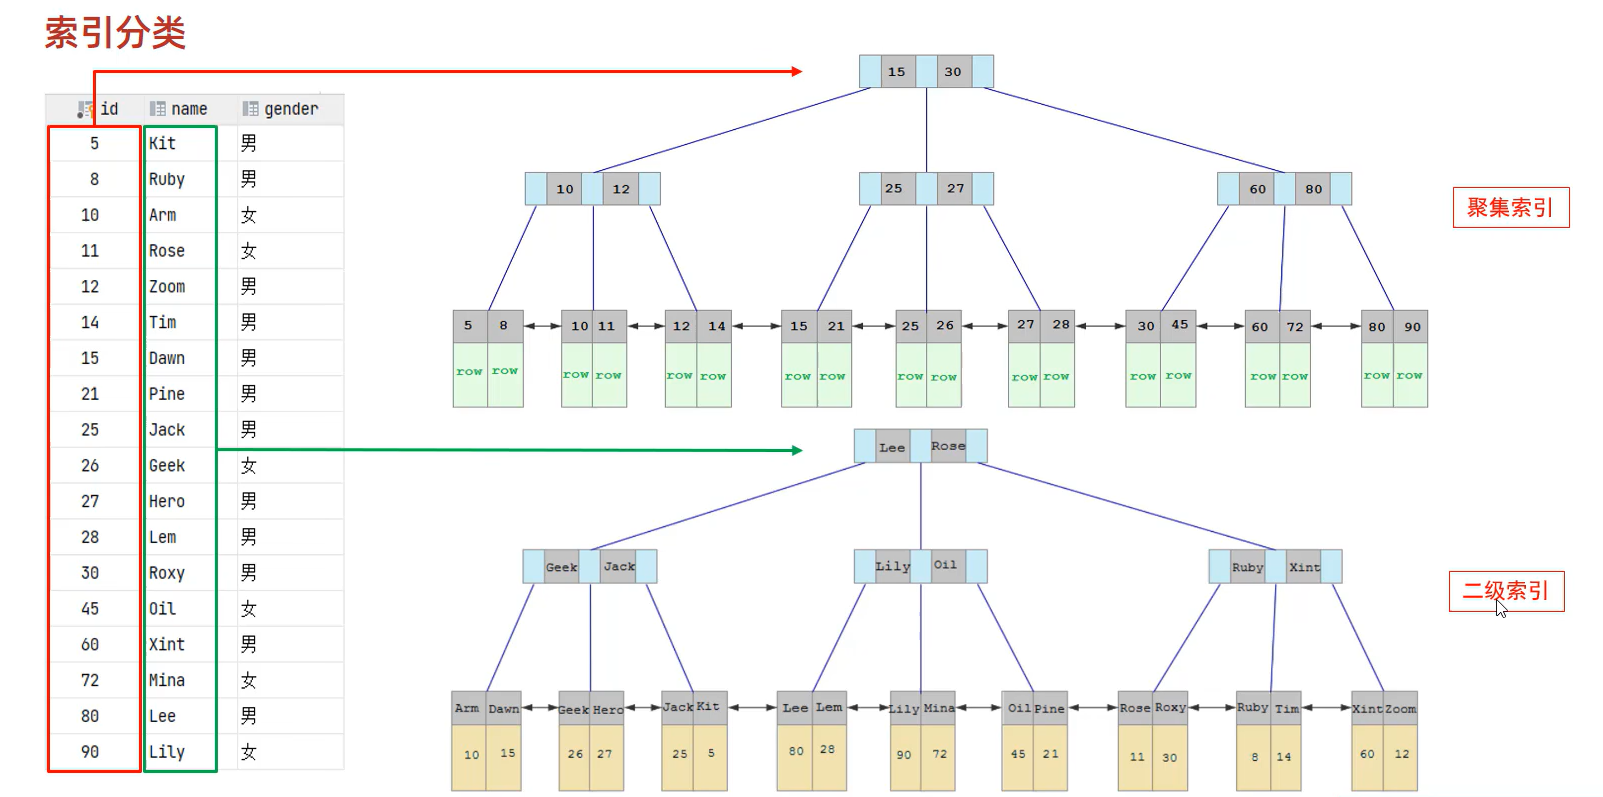 索引分类
id name gender
5 Kit 男
8 Ruby 男
10 Arm 女
11 Rose 女
12 Zoom 男
14 Tim 男
15 Dawn 男
21 Pine 男
25 Jack 男
26 Geek 女
27 Hero 男
28 Lem 男
30 Roxy 男
45 Oil 女
60 Xint 男
72 Mina 女
80 Lee 男
90 Lily 女
15 30
10 12 25 27 60 80
聚集索引
5 8 10 11 12 14 15 21 25 26 27 28 30 45 60 72 80 90
row row row row row row row row row row row row row row row row row row
Lee Rose
Geek Jack Lily Oil Ruby Xint
二级索引
Arm Dawn Geek Hero Jack Kit Lee Lem Lily Mina Oil Pine Rose Roxy Ruby Tim Xint Zoom
10 15 26 27 25 5 80 28 90 72 45 21 11 30 8 14 60 12